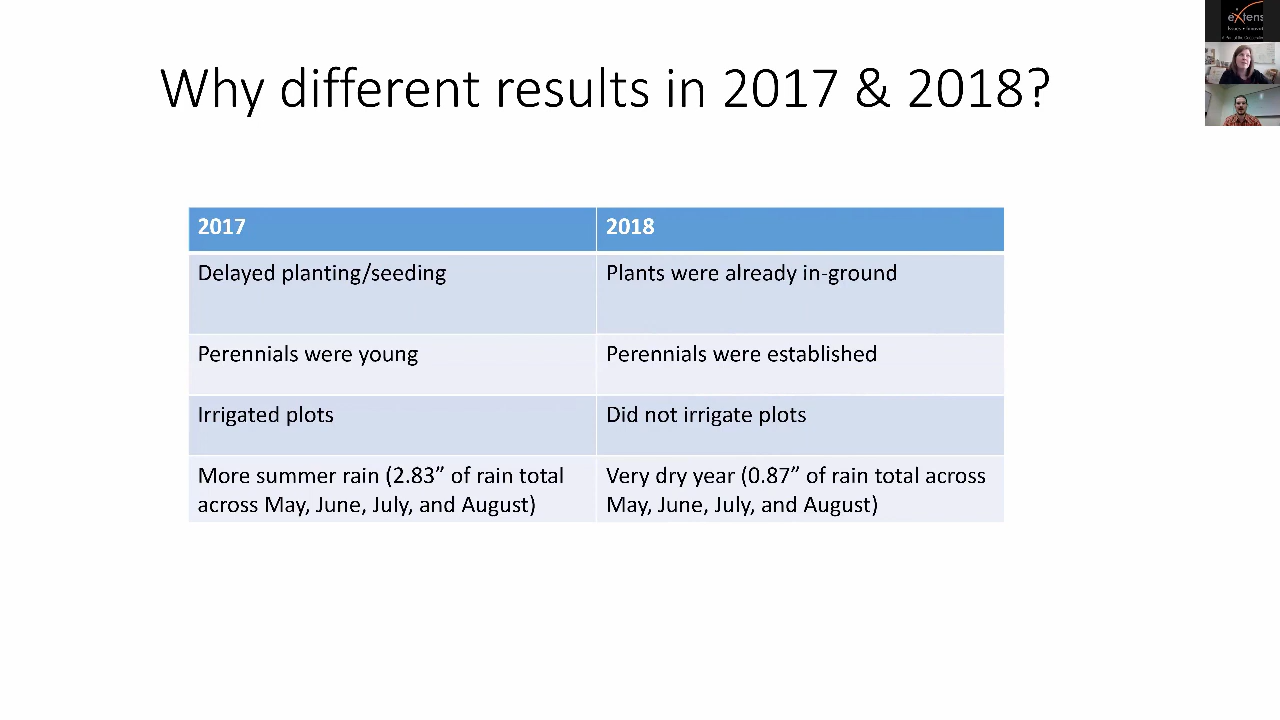 Why different results in 2017 & 2018?
2017
2018
Delayed planting/seeding
Plants were already in-ground
Perennials were young
Perennials were established
Irrigated plots
Did not irrigate plots
More summer rain (2.83” of rain total
across May, June, July, and August)
Very dry year (0.87” of rain total across
May, June, July, and August)
eXtens